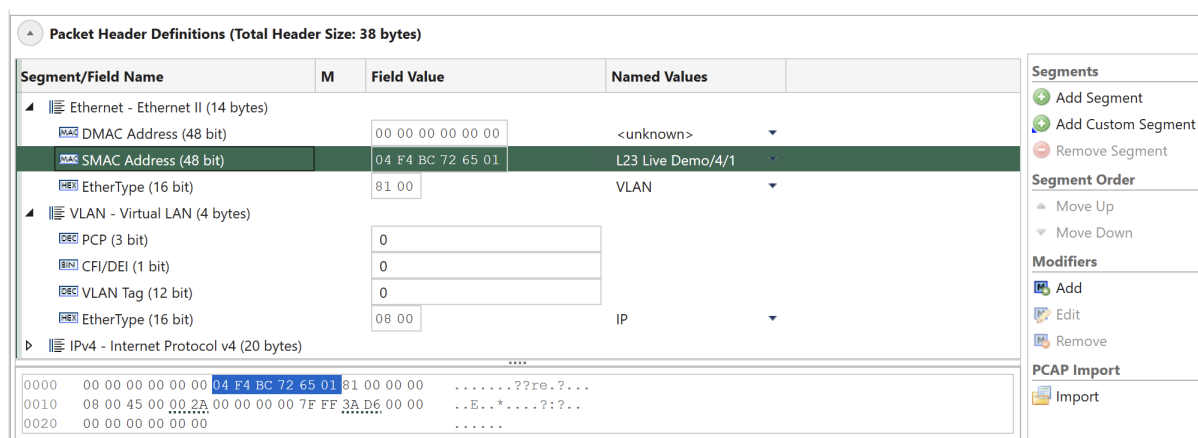 Packet Header Definitions (Total Header Size: 38 bytes)
Segment/Field Name M Field Value Named Values
Ethernet - Ethernet II (14 bytes)
MAC DMAC Address (48 bit) 00 00 00 00 00 00 <unknown>
MAC SMAC Address (48 bit) 04 F4 BC 72 65 01 L23 Live Demo/4/1
HEX EtherType (16 bit) 81 00 VLAN
VLAN - Virtual LAN (4 bytes)
DEC PCP (3 bit) 0
BIN CFI/DEI (1 bit) 0
DEC VLAN Tag (12 bit) 0
HEX EtherType (16 bit) 08 00 IP
IPv4 - Internet Protocol v4 (20 bytes)
0000 00 00 00 00 00 00 04 F4 BC 72 65 01 81 00 00 00 .......??re.?...
0010 08 00 45 00 00 2A 00 00 00 00 7F FF 3A D6 00 00 ..E..*....?:?..
0020 00 00 00 00 00 00 ......
Segments
Add Segment
Add Custom Segment
Remove Segment
Segment Order
Move Up
Move Down
Modifiers
M Add
M Edit
M Remove
PCAP Import
Import